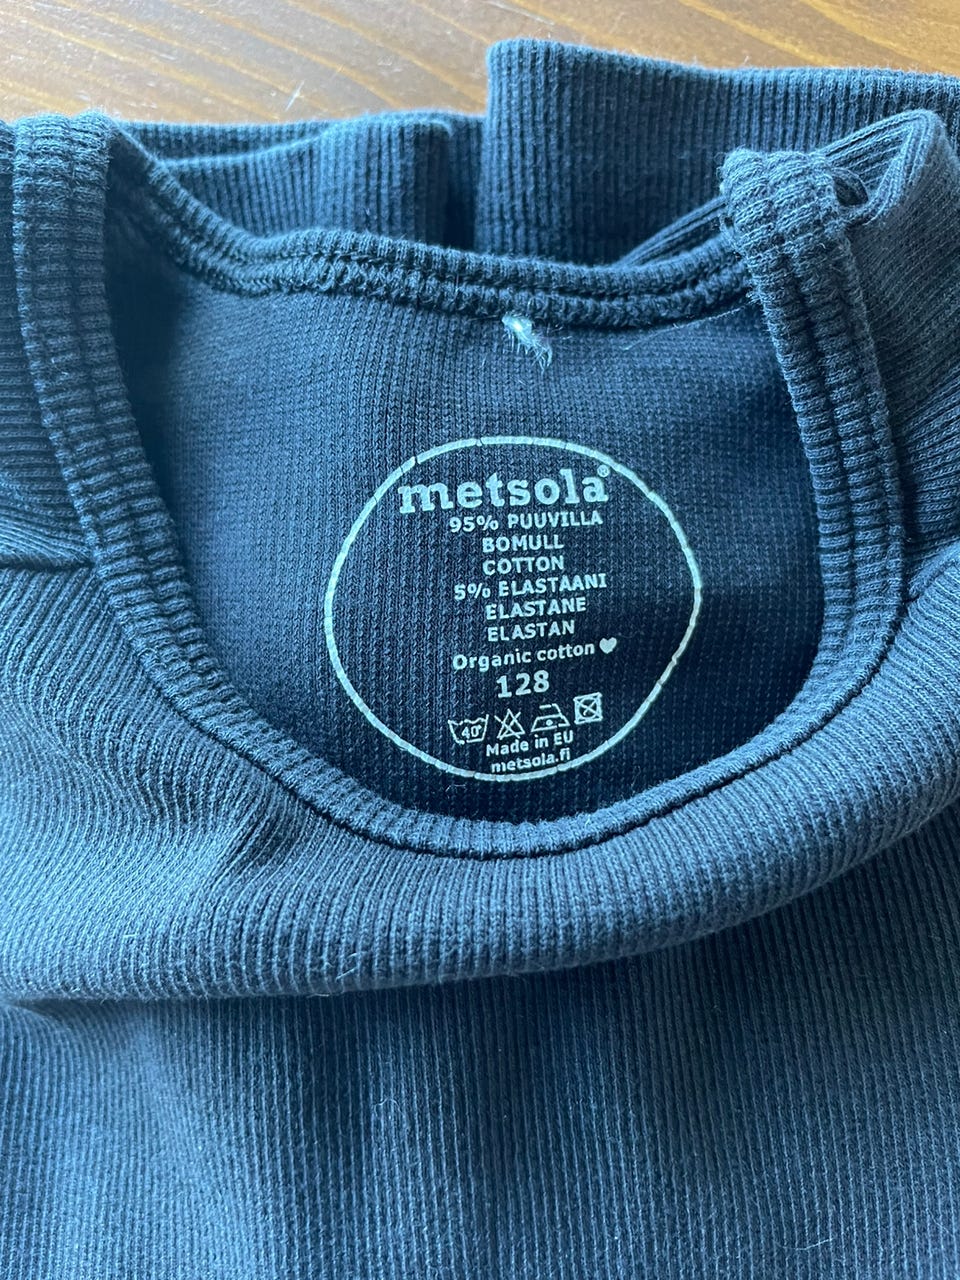 metsola®
95% PUUVILLA
BOMULL
COTTON
5% ELASTAANI
ELASTANE
ELASTAN
Organic cotton ♥
128
40°
Made in EU
metsola.fi